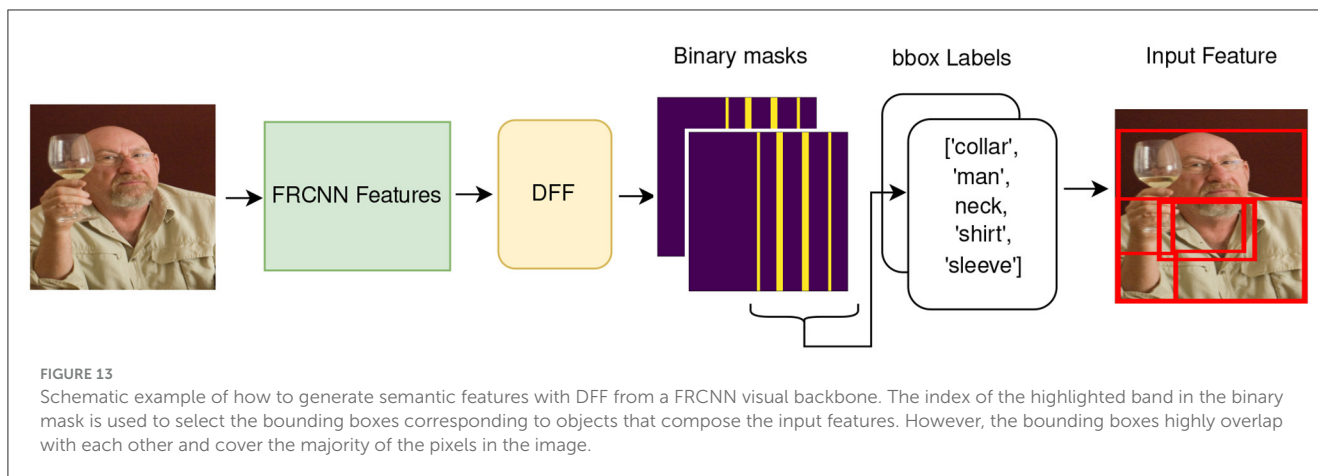 Binary masks
bbox Labels
Input Feature
FRCNN Features
DFF
['collar',
'man',
neck,
'shirt',
'sleeve']
FIGURE 13
Schematic example of how to generate semantic features with DFF from a FRCNN visual backbone. The index of the highlighted band in the binary
mask is used to select the bounding boxes corresponding to objects that compose the input features. However, the bounding boxes highly overlap
with each other and cover the majority of the pixels in the image.